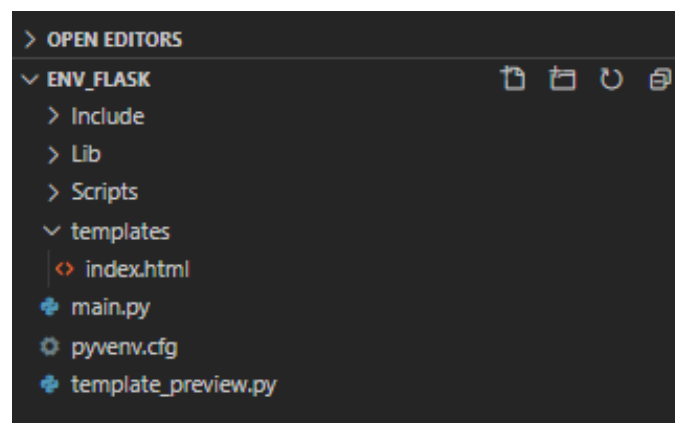 OPEN EDITORS
ENV_FLASK
Include
Lib
Scripts
templates
index.html
main.py
pyvenv.cfg
template_preview.py